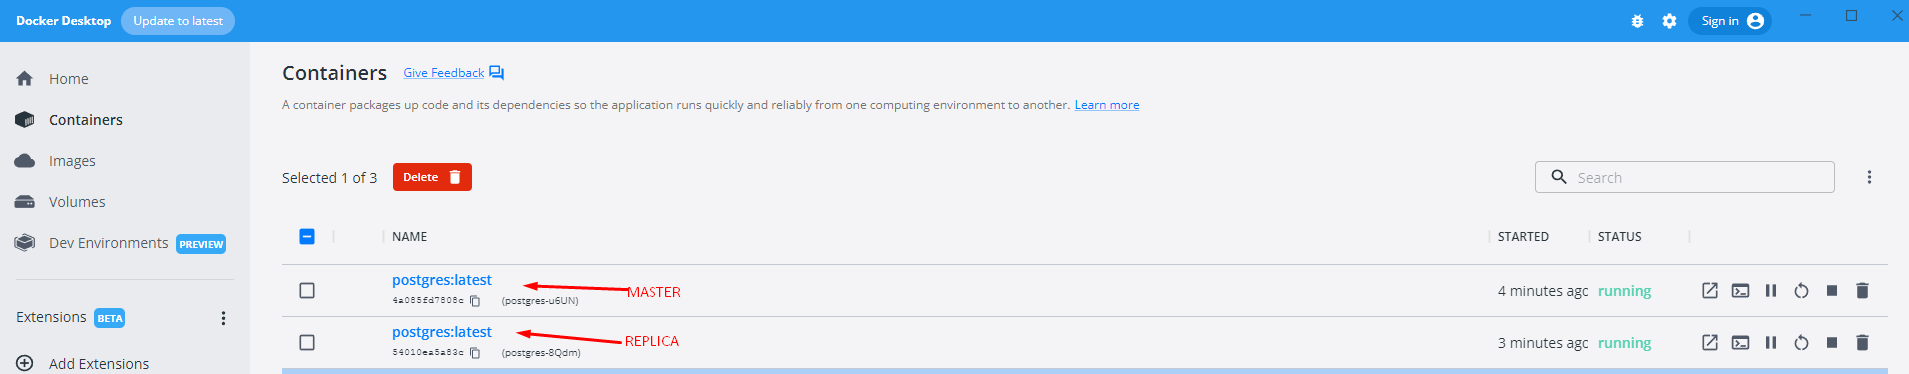 Docker Desktop Update to latest Sign in
Home
Containers
Images
Volumes
Dev Environments PREVIEW
Extensions BETA
Add Extensions
Containers Give Feedback
A container packages up code and its dependencies so the application runs quickly and reliably from one computing environment to another. Learn more
Selected 1 of 3 Delete Search
NAME STARTED STATUS
postgres:latest
4a085fd7808c (postgres-u6UN) MASTER 4 minutes ago running
postgres:latest
54010ea5a83c (postgres-8Qdm) REPLICA 3 minutes ago running